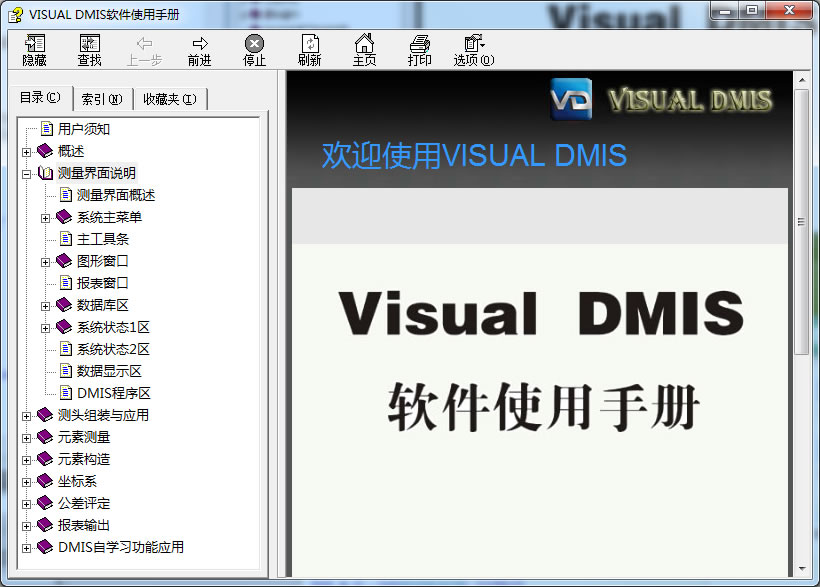 VISUAL DMIS软件使用手册
隐藏 查找 上一步 前进 停止 刷新 主页 打印 选项(O)
目录(C) 索引(N) 收藏夹(I)
用户须知
概述
测量界面说明
测量界面概述
系统主菜单
主工具条
图形窗口
报表窗口
数据库区
系统状态1区
系统状态2区
数据显示区
DMIS程序区
测头组装与应用
元素测量
元素构造
坐标系
公差评定
报表输出
DMIS自学习功能应用
VD VISUAL DMIS
欢迎使用VISUAL DMIS
Visual DMIS
软件使用手册